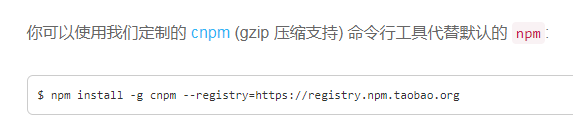 你可以使用我们定制的 cnpm (gzip 压缩支持) 命令行工具代替默认的 npm:
$ npm install -g cnpm --registry=https://registry.npm.taobao.org